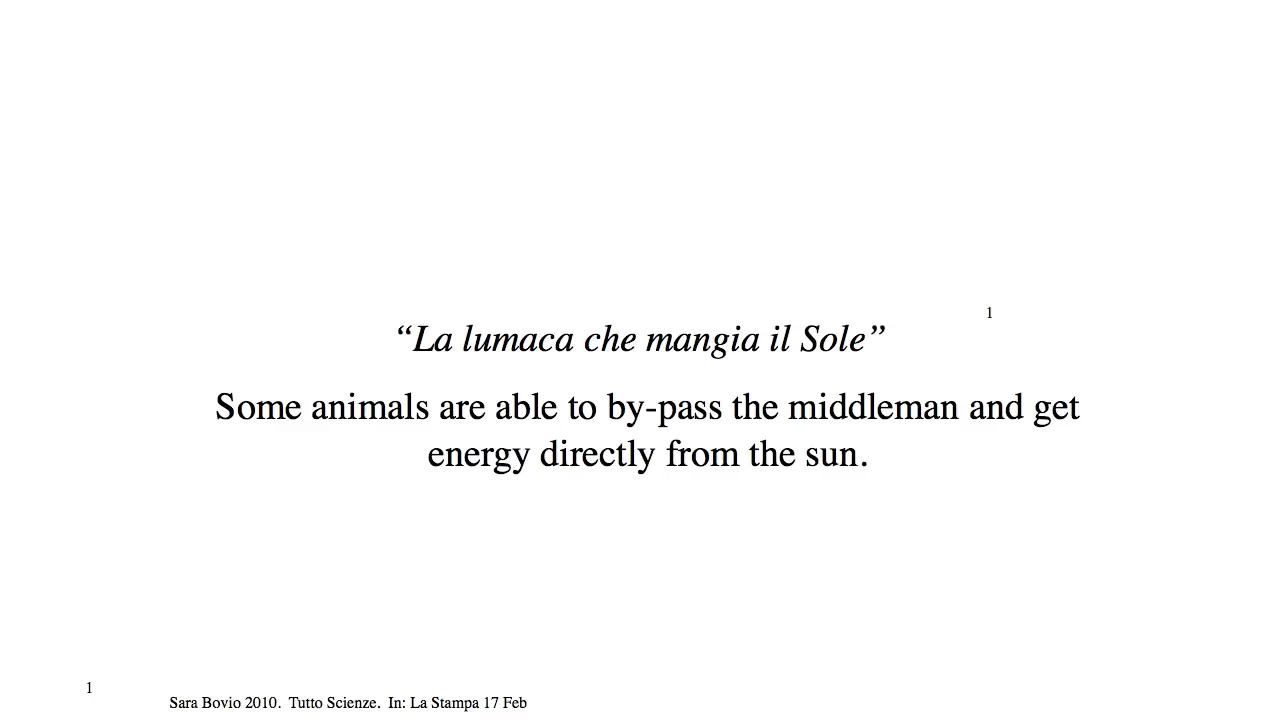 “La lumaca che mangia il Sole” 1
Some animals are able to by-pass the middleman and get
energy directly from the sun.
1 Sara Bovio 2010. Tutto Scienze. In: La Stampa 17 Feb